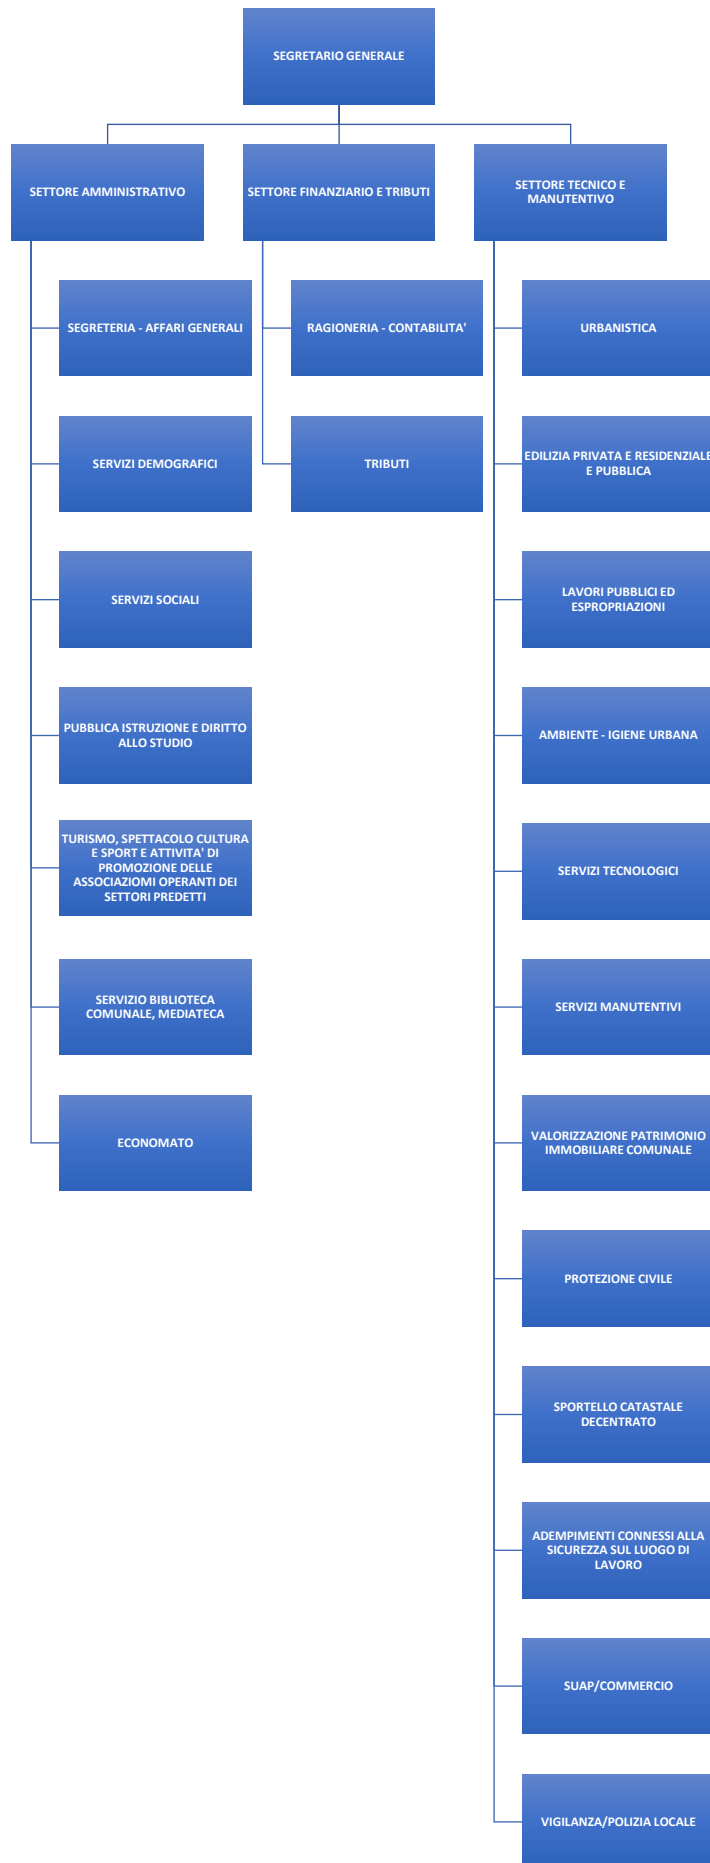 SEGRETARIO GENERALE
SETTORE AMMINISTRATIVO
SEGRETERIA - AFFARI GENERALI
SERVIZI DEMOGRAFICI
SERVIZI SOCIALI
PUBBLICA ISTRUZIONE E DIRITTO
ALLO STUDIO
TURISMO, SPETTACOLO CULTURA
E SPORT E ATTIVITA' DI
PROMOZIONE DELLE
ASSOCIAZIOMI OPERANTI DEI
SETTORI PREDETTI
SERVIZIO BIBLIOTECA
COMUNALE, MEDIATECA
ECONOMATO
SETTORE FINANZIARIO E TRIBUTI
RAGIONERIA - CONTABILITA'
TRIBUTI
SETTORE TECNICO E
MANUTENTIVO
URBANISTICA
EDILIZIA PRIVATA E RESIDENZIALE
E PUBBLICA
LAVORI PUBBLICI ED
ESPROPRIAZIONI
AMBIENTE - IGIENE URBANA
SERVIZI TECNOLOGICI
SERVIZI MANUTENTIVI
VALORIZZAZIONE PATRIMONIO
IMMOBILIARE COMUNALE
PROTEZIONE CIVILE
SPORTELLO CATASTALE
DECENTRATO
ADEMPIMENTI CONNESSI ALLA
SICUREZZA SUL LUOGO DI
LAVORO
SUAP/COMMERCIO
VIGILANZA/POLIZIA LOCALE